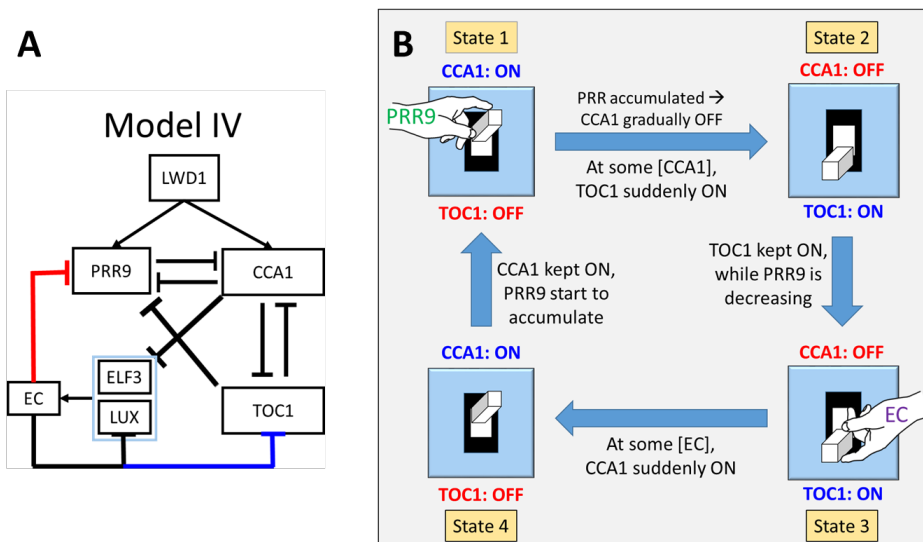 A
Model IV
LWD1
PRR9
CCA1
ELF3
EC
LUX
TOC1
B
State 1
CCA1: ON
PRR9
TOC1: OFF
PRR accumulated →
CCA1 gradually OFF
At some [CCA1],
TOC1 suddenly ON
State 2
CCA1: OFF
TOC1: ON
CCA1 kept ON,
PRR9 start to
accumulate
TOC1 kept ON,
while PRR9 is
decreasing
CCA1: ON
TOC1: OFF
State 4
At some [EC],
CCA1 suddenly ON
CCA1: OFF
EC
TOC1: ON
State 3